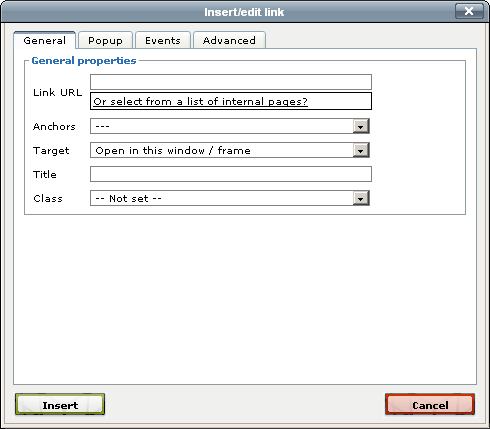 Insert/edit link
General Popup Events Advanced
General properties
Link URL
Or select from a list of internal pages?
Anchors ---
Target Open in this window / frame
Title
Class -- Not set --
Insert Cancel